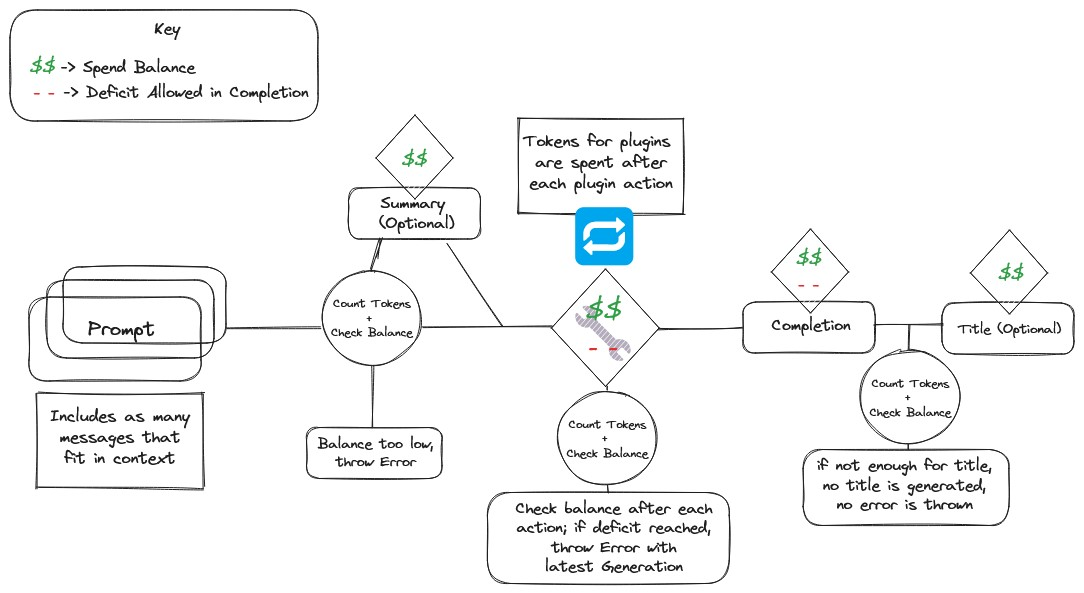 Key
$$ -> Spend Balance
-- -> Deficit Allowed in Completion
$$
Summary
(Optional)
Tokens for plugins
are spent after
each plugin action
Prompt
Includes as many
messages that
fit in context
Count Tokens
+
Check Balance
Balance too low,
throw Error
$$
--
Count Tokens
+
Check Balance
Check balance after each
action; if deficit reached,
throw Error with
latest Generation
$$
--
Completion
$$
Title (Optional)
Count Tokens
+
Check Balance
if not enough for title,
no title is generated,
no error is thrown